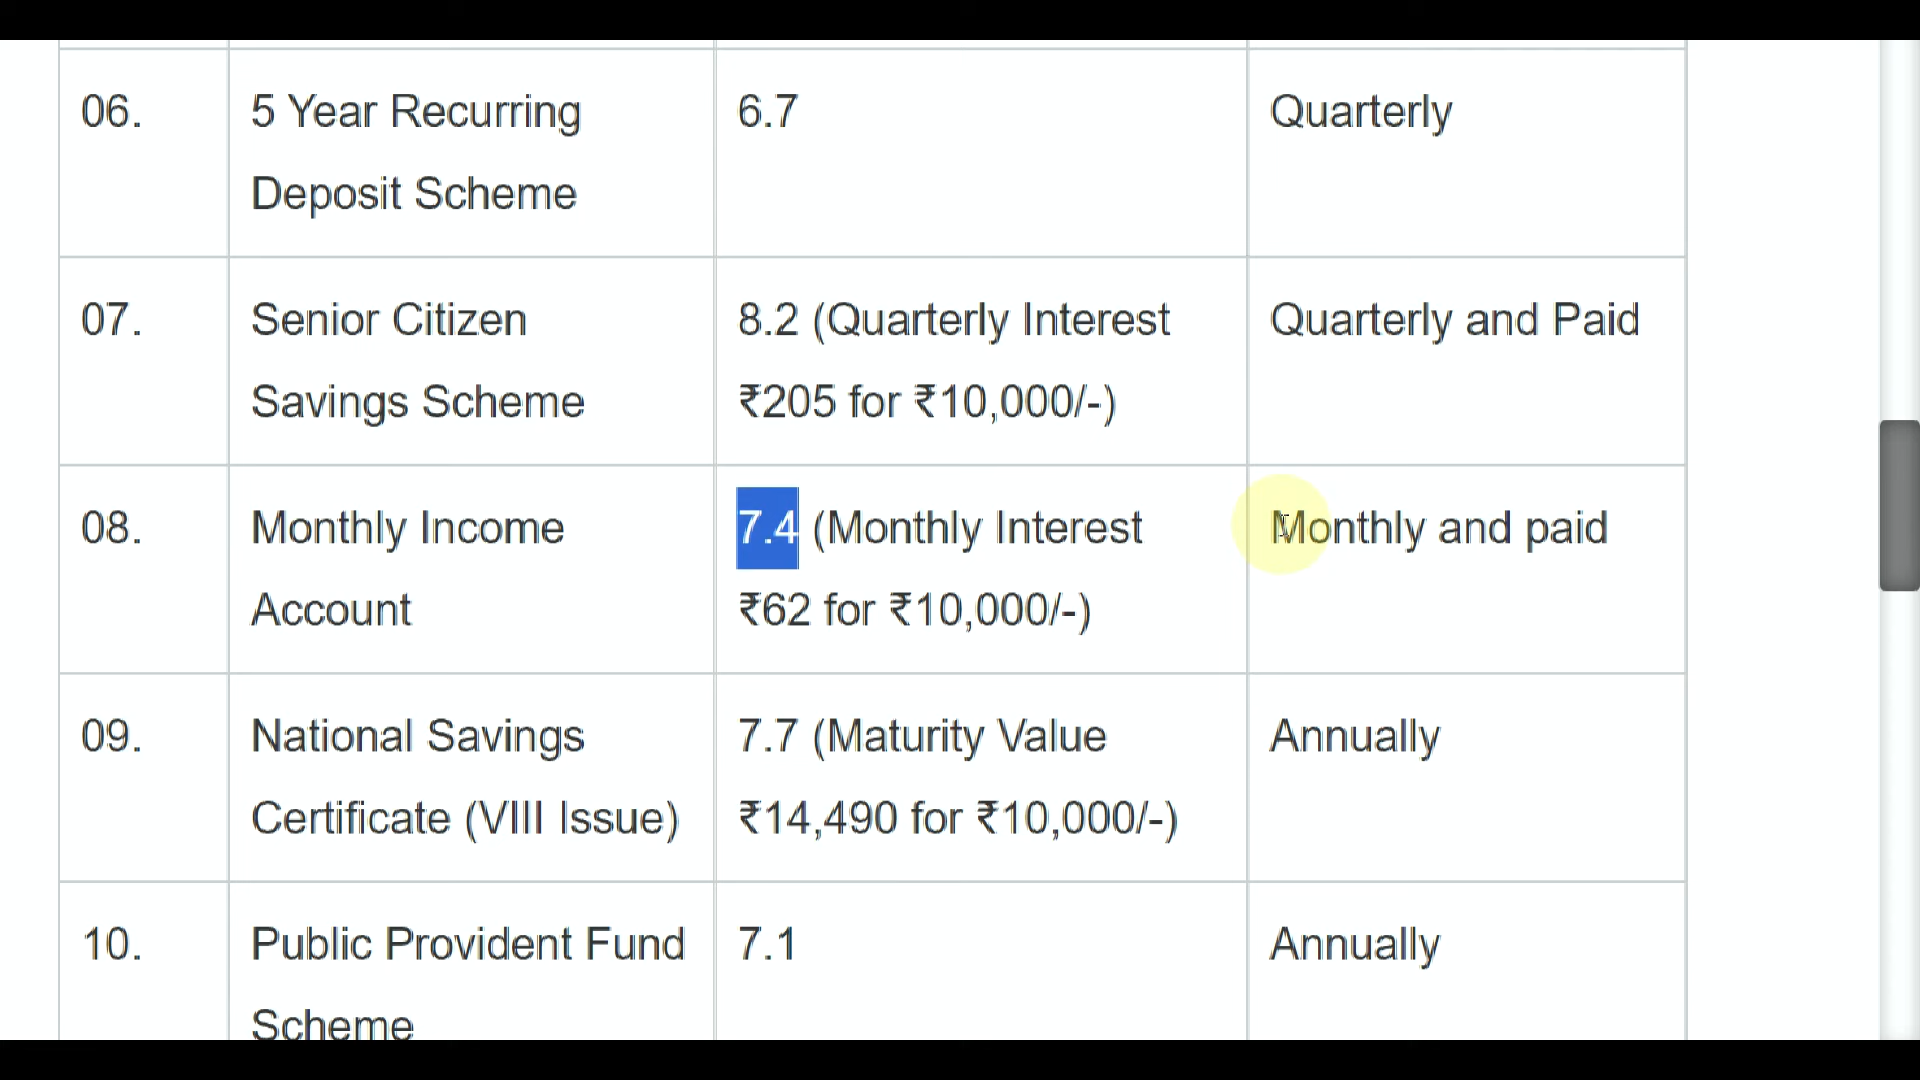 06. 5 Year Recurring 6.7 Quarterly
Deposit Scheme
07. Senior Citizen 8.2 (Quarterly Interest Quarterly and Paid
Savings Scheme ₹205 for ₹10,000/-)
08. Monthly Income 7.4 (Monthly Interest Monthly and paid
Account ₹62 for ₹10,000/-)
09. National Savings 7.7 (Maturity Value Annually
Certificate (VIII Issue) ₹14,490 for ₹10,000/-)
10. Public Provident Fund 7.1 Annually
Scheme